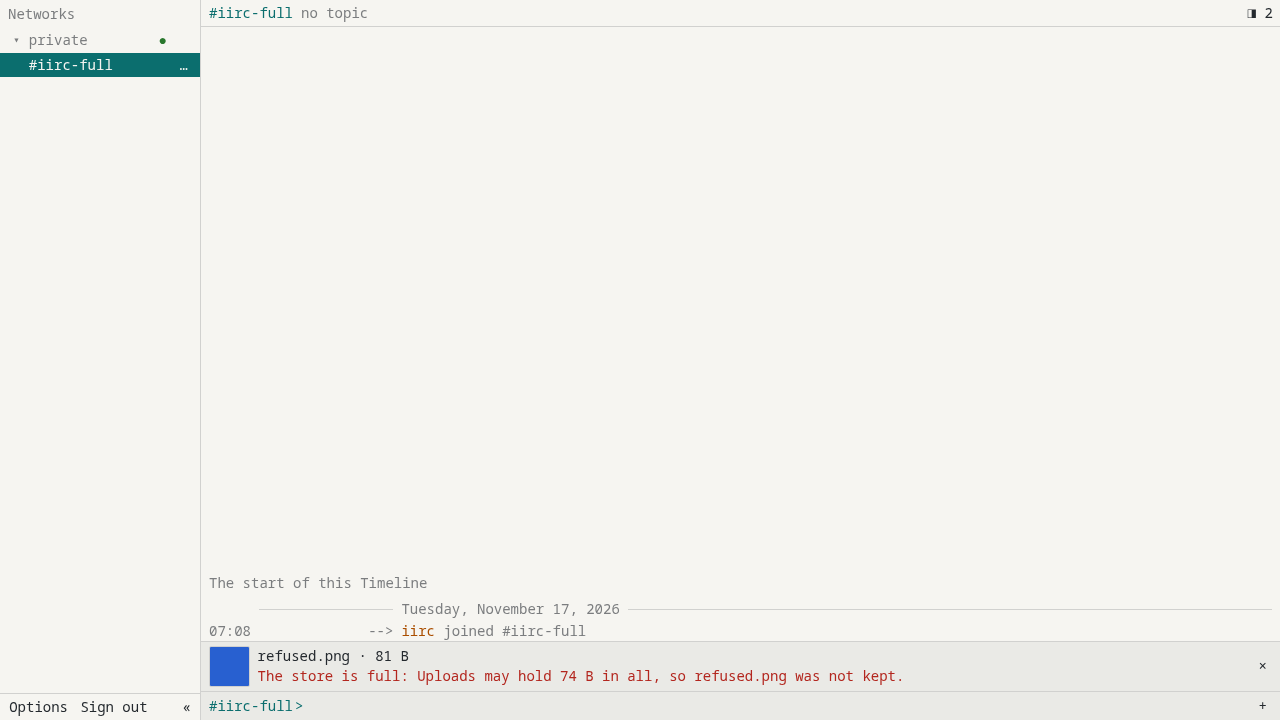 Networks
▾ private ●
#iirc-full …
#iirc-full no topic ◨ 2
The start of this Timeline
Tuesday, November 17, 2026
07:08 --> iirc joined #iirc-full
refused.png · 81 B
The store is full: Uploads may hold 74 B in all, so refused.png was not kept.
×
#iirc-full> +
Options Sign out «